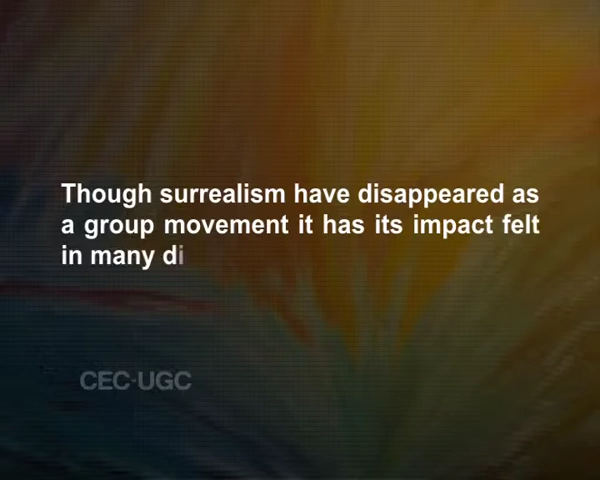 Though surrealism have disappeared as
a group movement it has its impact felt
in many di
CEC-UGC